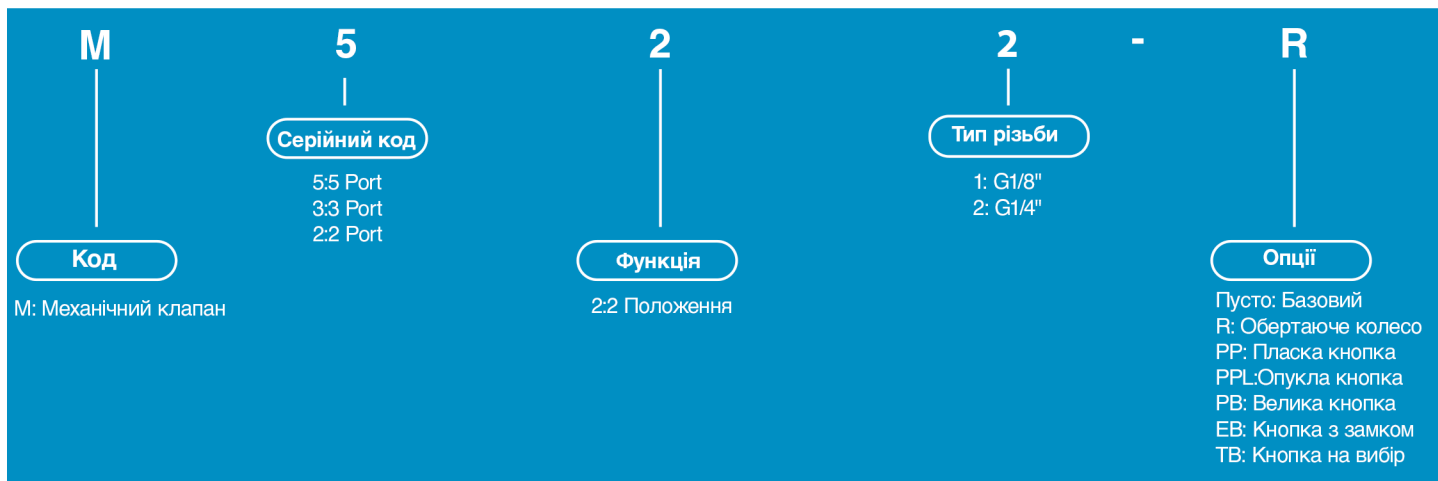 M 5 2 2 - R
Серійний код
5:5 Port
3:3 Port
2:2 Port
Тип різьби
1: G1/8"
2: G1/4"
Код
М: Механічний клапан
Функція
2:2 Положення
Опції
Пусто: Базовий
R: Обертаюче колесо
PP: Пласка кнопка
PPL:Опукла кнопка
PB: Велика кнопка
EB: Кнопка з замком
TB: Кнопка на вибір